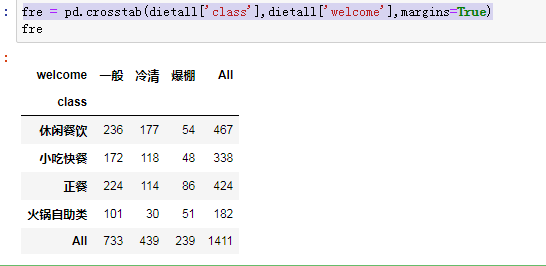 : fre = pd.crosstab(dietall['class'],dietall['welcome'],margins=True)
fre
:
welcome 一般 冷清 爆棚 All
class
休闲餐饮 236 177 54 467
小吃快餐 172 118 48 338
正餐 224 114 86 424
火锅自助类 101 30 51 182
All 733 439 239 1411